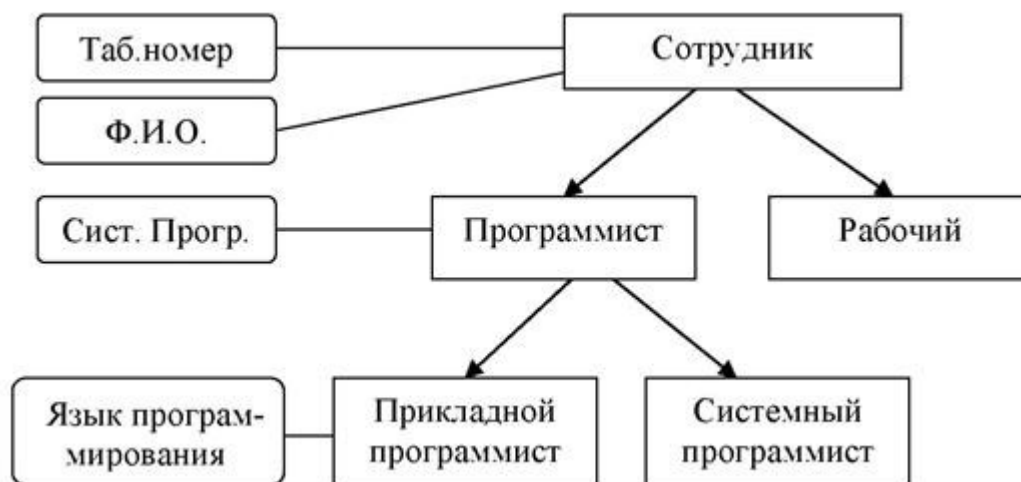 Таб.номер
Сотрудник
Ф.И.О.
Сист. Прогр.
Программист
Рабочий
Язык програм-
мирования
Прикладной
программист
Системный
программист